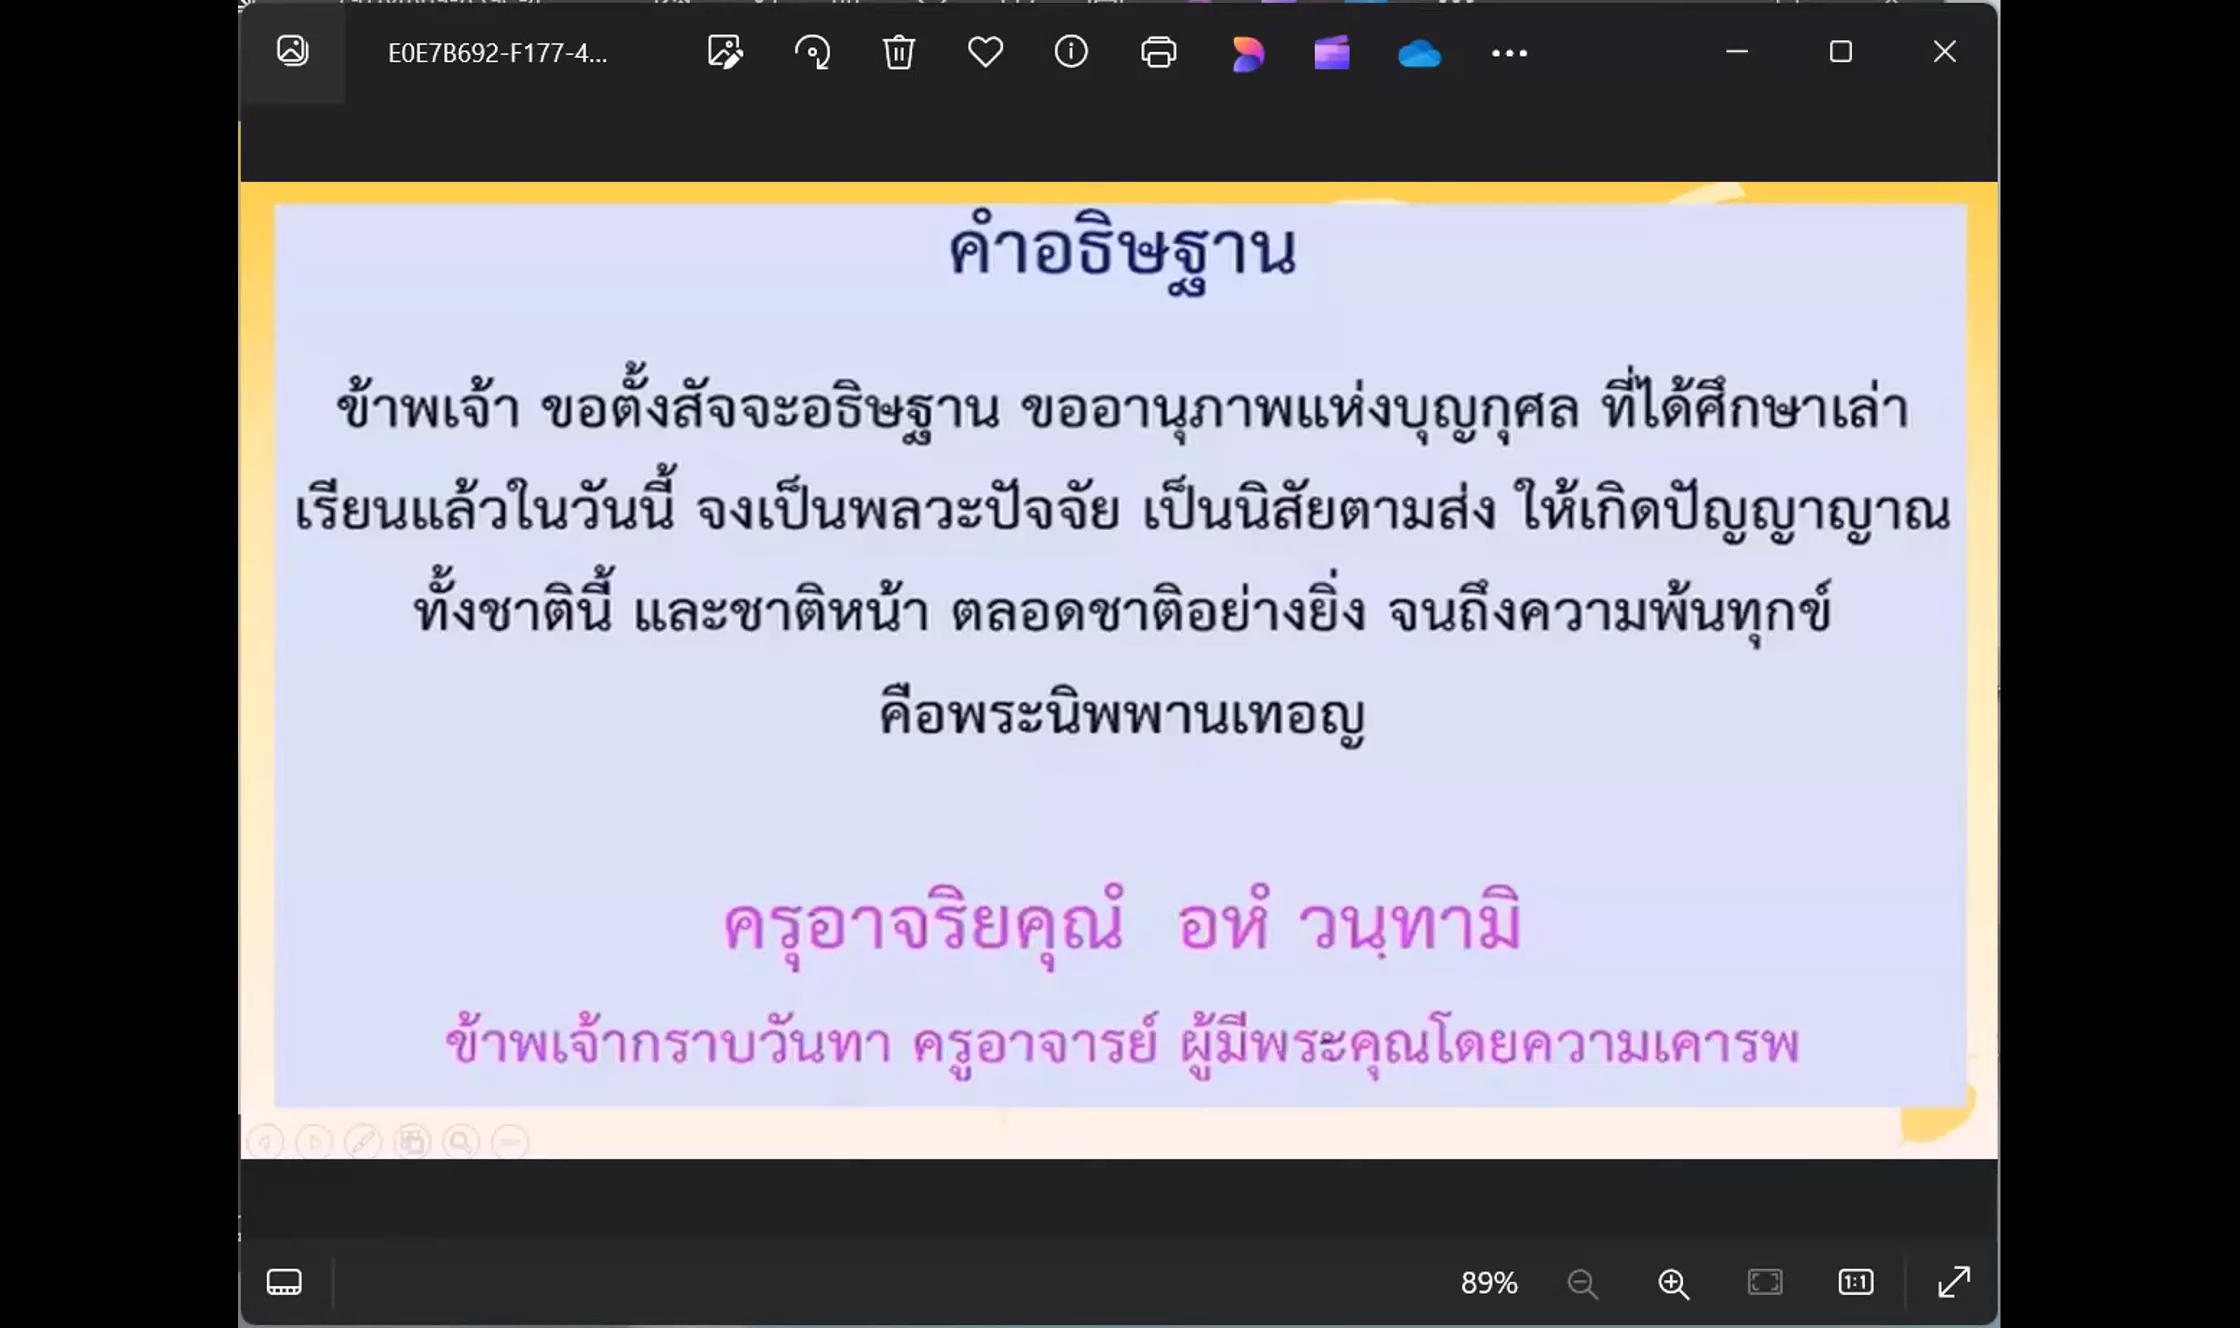 E0E7B692-F177-4...
คำอธิษฐาน
ข้าพเจ้า ขอตั้งสัจจะอธิษฐาน ขออานุภาพแห่งบุญกุศล ที่ได้ศึกษาเล่า
เรียนแล้วในวันนี้ จงเป็นพลวะปัจจัย เป็นนิสัยตามส่ง ให้เกิดปัญญาญาณ
ทั้งชาตินี้ และชาติหน้า ตลอดชาติอย่างยิ่ง จนถึงความพ้นทุกข์
คือพระนิพพานเทอญ
ครุอาจริยคุณํ อหํ วนฺทามิ
ข้าพเจ้ากราบวันทา ครูอาจารย์ ผู้มีพระคุณโดยความเคารพ
89%
1:1